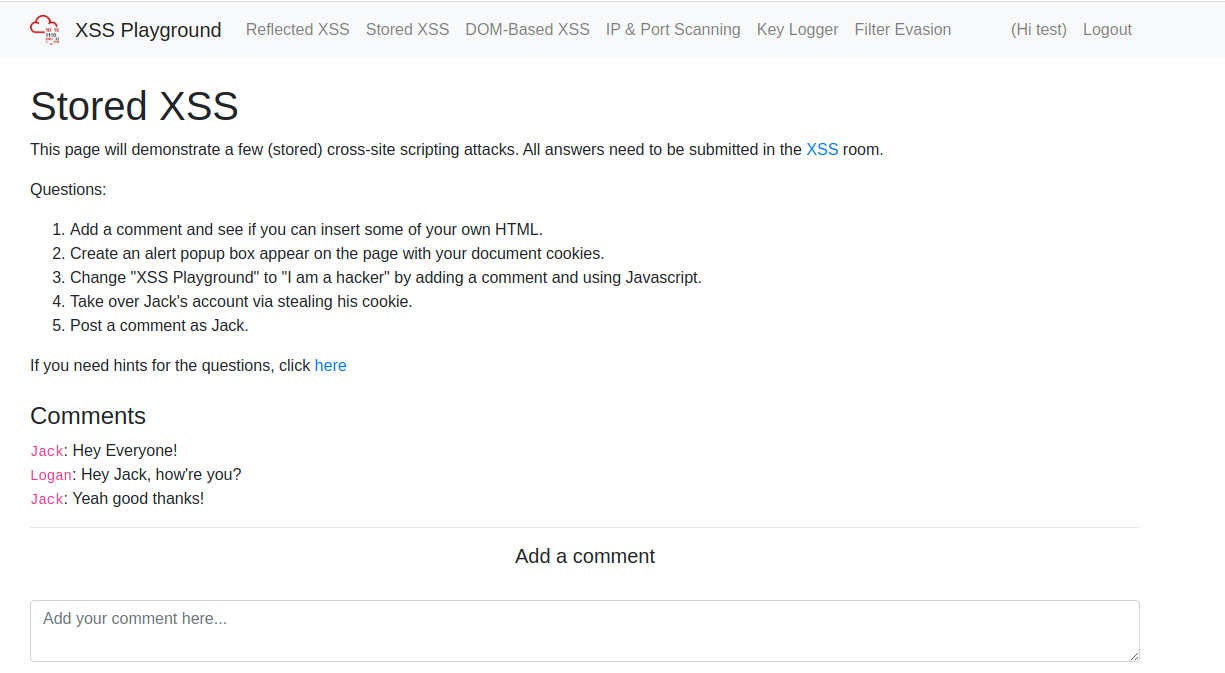 XSS Playground Reflected XSS Stored XSS DOM-Based XSS IP & Port Scanning Key Logger Filter Evasion (Hi test) Logout
Stored XSS
This page will demonstrate a few (stored) cross-site scripting attacks. All answers need to be submitted in the XSS room.
Questions:
1. Add a comment and see if you can insert some of your own HTML.
2. Create an alert popup box appear on the page with your document cookies.
3. Change "XSS Playground" to "I am a hacker" by adding a comment and using Javascript.
4. Take over Jack's account via stealing his cookie.
5. Post a comment as Jack.
If you need hints for the questions, click here
Comments
Jack: Hey Everyone!
Logan: Hey Jack, how're you?
Jack: Yeah good thanks!
Add a comment
Add your comment here...